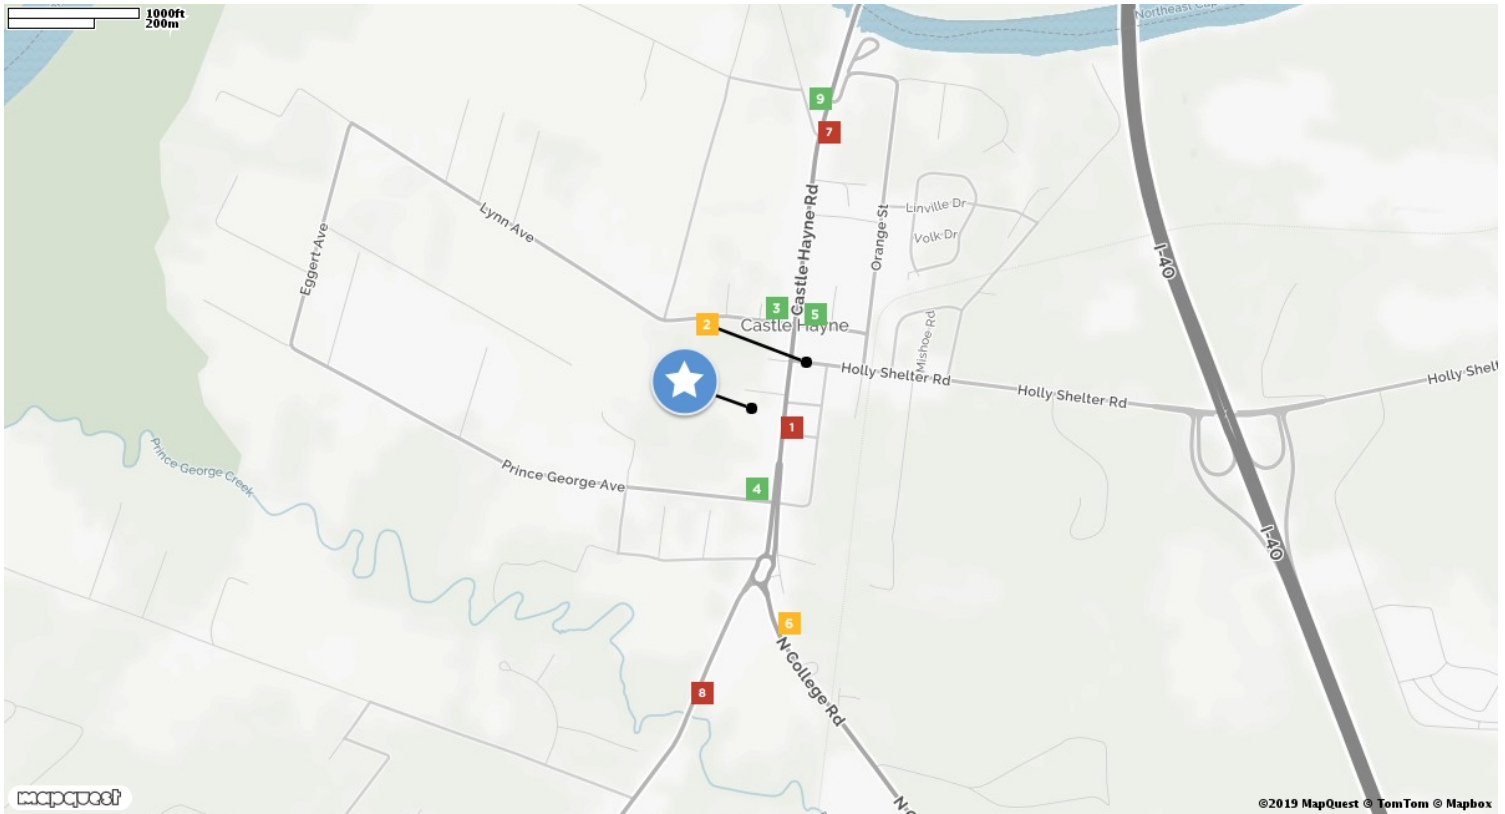 1000ft
200m
Northeast Cap
9
7
Castle Hayne Rd
Orange St
Linville Dr
Volk Dr
I-40
Lynn Ave
Eggert Ave
3
5
2
Castle Hayne
Mishoe Rd
Holly Shelter Rd
Holly Shelter Rd
Holly Shelt
1
Prince George Creek
Prince George Ave
4
I-40
6
N College Rd
8
N C
mapquest
©2019 MapQuest © TomTom © Mapbox